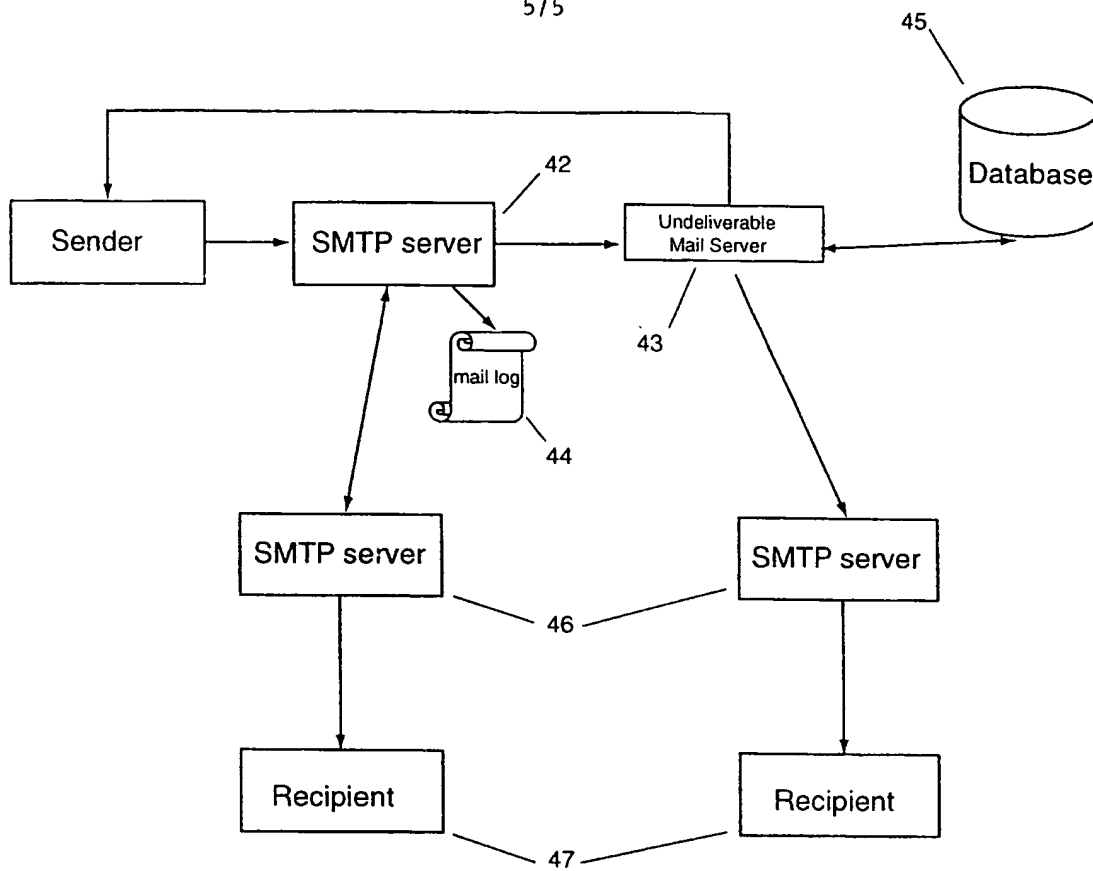 5/5
45
Database
42
Sender
SMTP server
Undeliverable
Mail Server
43
mail log
44
SMTP server
SMTP server
46
Recipient
Recipient
47